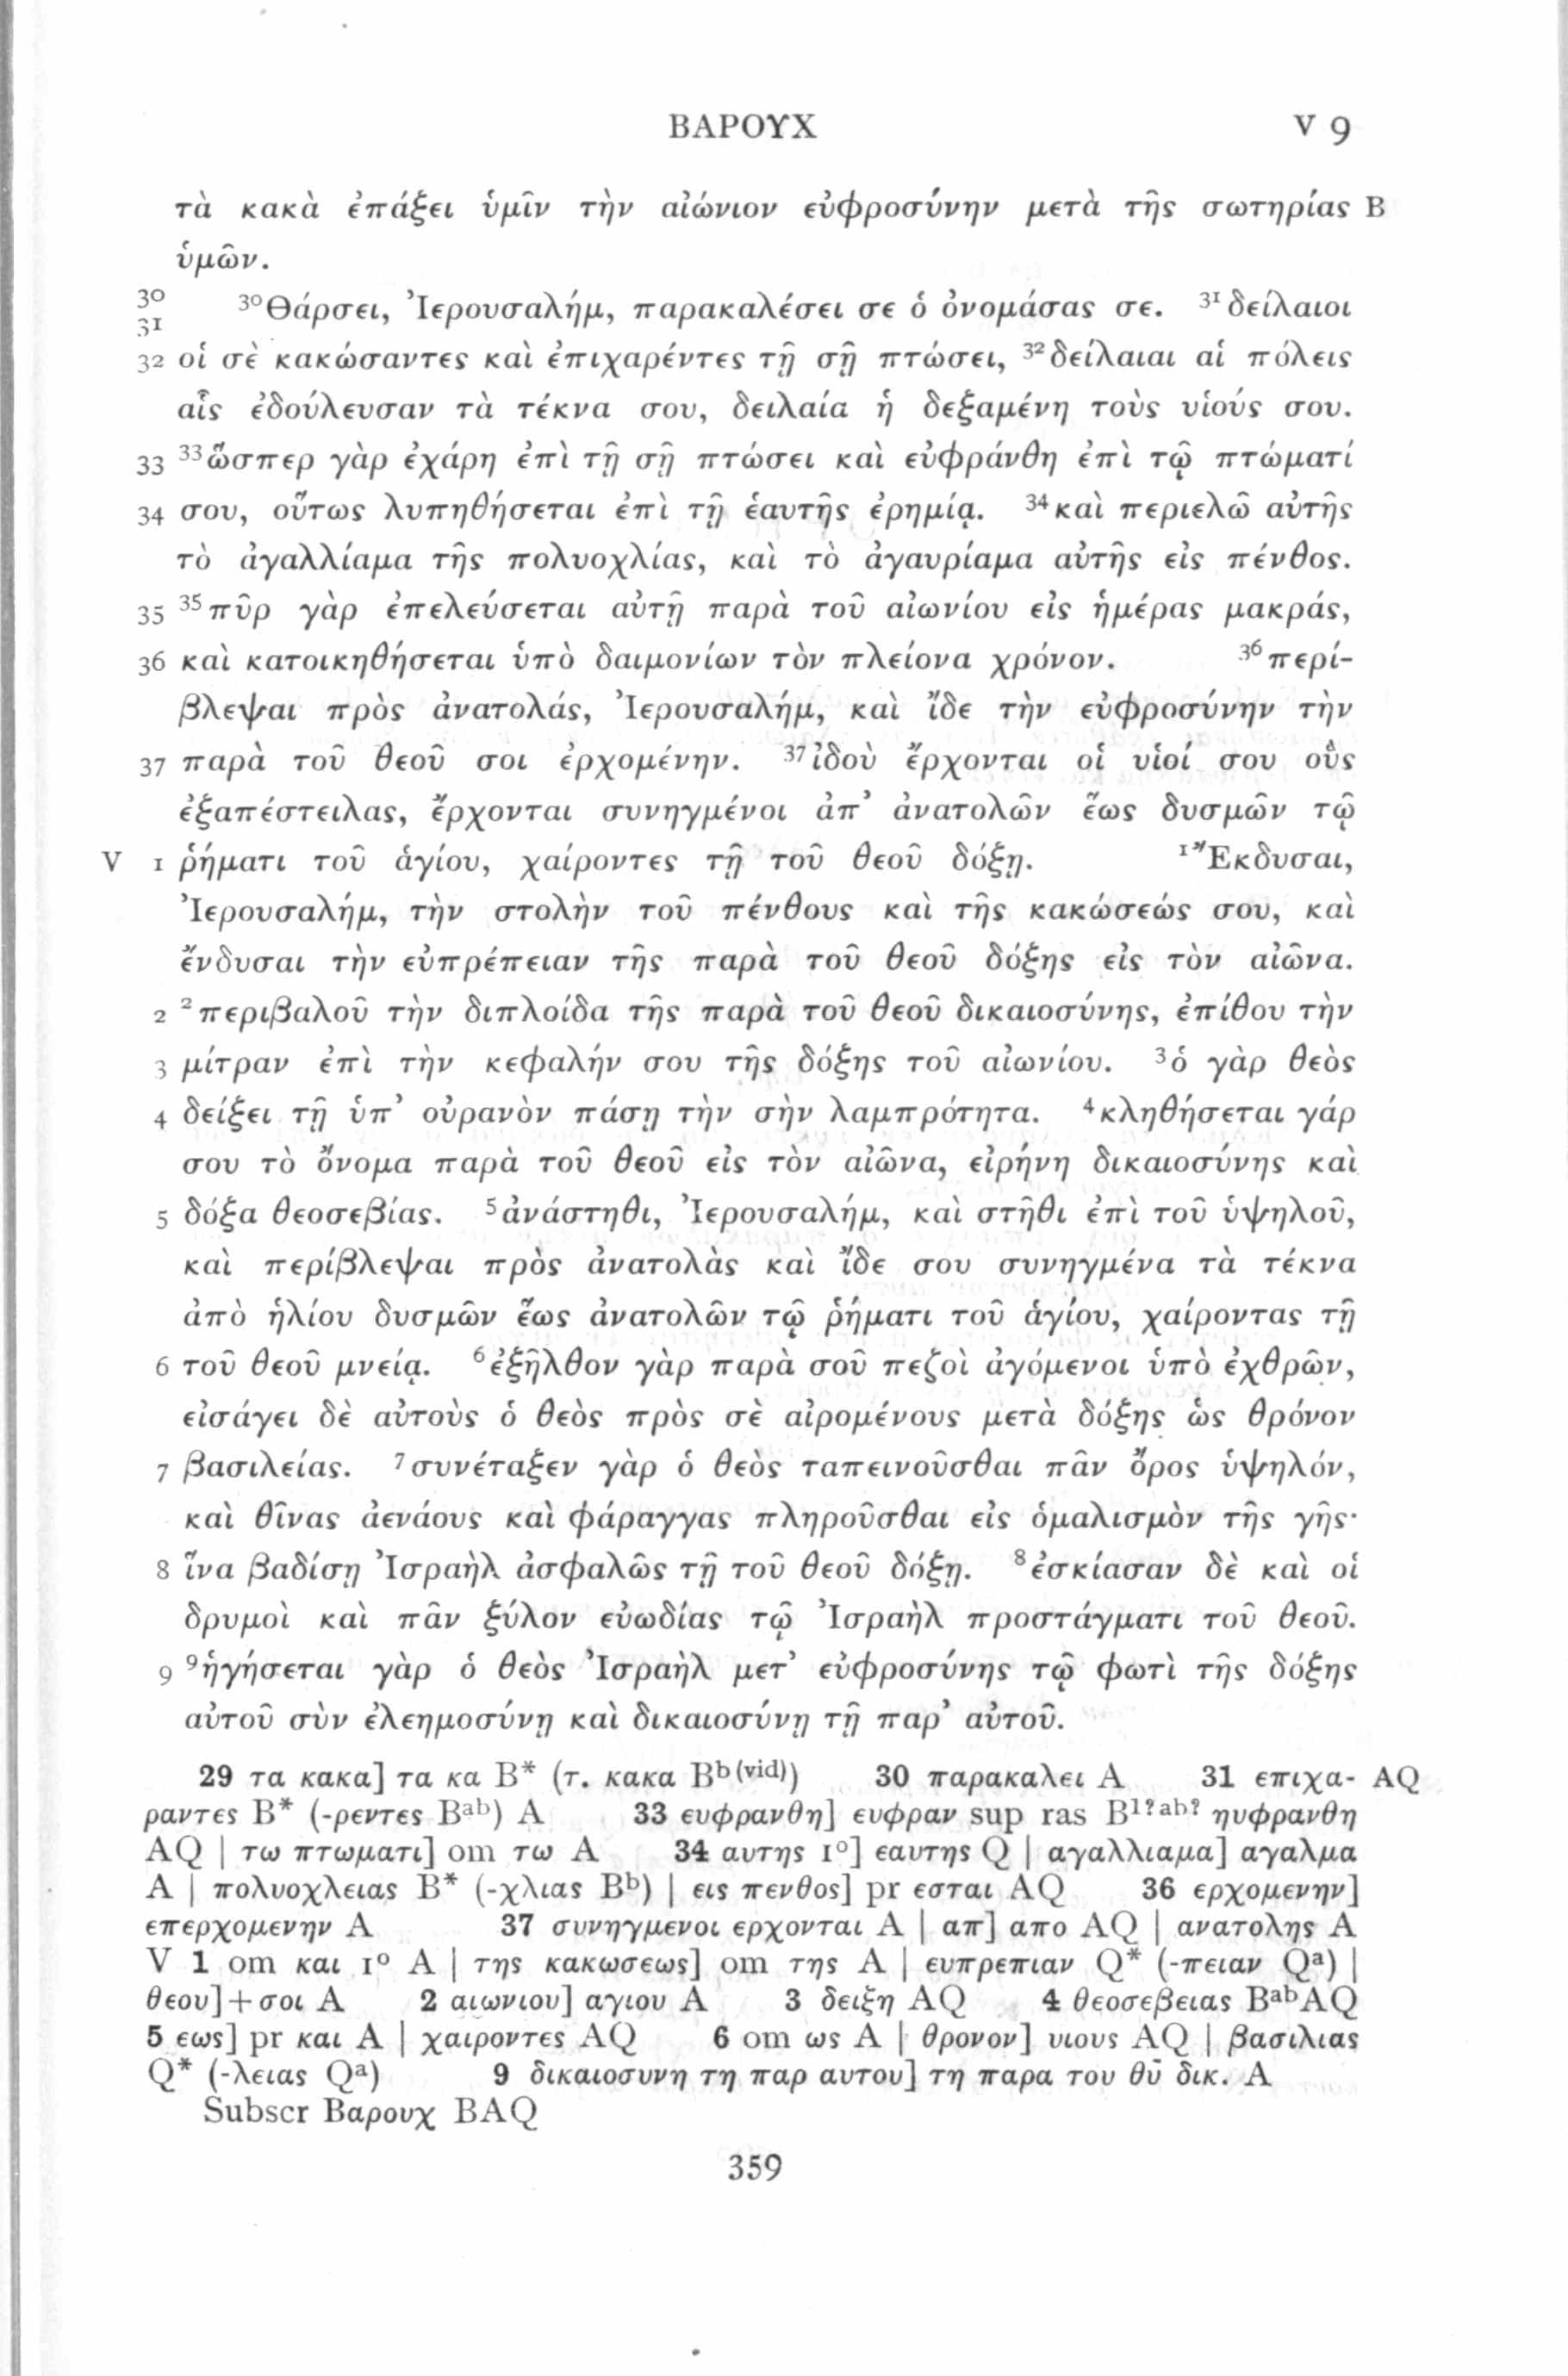 ΒΑΡΟΥΧ V 9
τὰ κακὰ ἐπάξει ὑμῖν τὴν αἰώνιον εὐφροσύνην μετὰ τῆς σωτηρίας B
ὑμῶν.
30 ³⁰Θάρσει, Ἰερουσαλήμ, παρακαλέσει σε ὁ ὀνομάσας σε. ³¹δείλαιοι
31
32 οἱ σὲ κακώσαντες καὶ ἐπιχαρέντες τῇ σῇ πτώσει, ³²δείλαιαι αἱ πόλεις
αἷς ἐδούλευσαν τὰ τέκνα σου, δειλαία ἡ δεξαμένη τοὺς υἱούς σου.
33 ³³ὥσπερ γὰρ ἐχάρη ἐπὶ τῇ σῇ πτώσει καὶ εὐφράνθη ἐπὶ τῷ πτώματί
34 σου, οὕτως λυπηθήσεται ἐπὶ τῇ ἑαυτῆς ἐρημίᾳ. ³⁴καὶ περιελῶ αὐτῆς
τὸ ἀγαλλίαμα τῆς πολυοχλίας, καὶ τὸ ἀγαυρίαμα αὐτῆς εἰς πένθος.
35 ³⁵πῦρ γὰρ ἐπελεύσεται αὐτῇ παρὰ τοῦ αἰωνίου εἰς ἡμέρας μακράς,
36 καὶ κατοικηθήσεται ὑπὸ δαιμονίων τὸν πλείονα χρόνον. ³⁶περί-
βλεψαι πρὸς ἀνατολάς, Ἰερουσαλήμ, καὶ ἴδε τὴν εὐφροσύνην τὴν
37 παρὰ τοῦ θεοῦ σοι ἐρχομένην. ³⁷ἰδοὺ ἔρχονται οἱ υἱοί σου οὓς
ἐξαπέστειλας, ἔρχονται συνηγμένοι ἀπ᾽ ἀνατολῶν ἕως δυσμῶν τῷ
V 1 ῥήματι τοῦ ἁγίου, χαίροντες τῇ τοῦ θεοῦ δόξῃ. ¹Ἔκδυσαι,
Ἰερουσαλήμ, τὴν στολὴν τοῦ πένθους καὶ τῆς κακώσεώς σου, καὶ
ἔνδυσαι τὴν εὐπρέπειαν τῆς παρὰ τοῦ θεοῦ δόξης εἰς τὸν αἰῶνα.
2 ²περιβαλοῦ τὴν διπλοίδα τῆς παρὰ τοῦ θεοῦ δικαιοσύνης, ἐπίθου τὴν
3 μίτραν ἐπὶ τὴν κεφαλήν σου τῆς δόξης τοῦ αἰωνίου. ³ὁ γὰρ θεὸς
4 δείξει τῇ ὑπ᾽ οὐρανὸν πάσῃ τὴν σὴν λαμπρότητα. ⁴κληθήσεται γάρ
σου τὸ ὄνομα παρὰ τοῦ θεοῦ εἰς τὸν αἰῶνα, εἰρήνη δικαιοσύνης καὶ
5 δόξα θεοσεβίας. ⁵ἀνάστηθι, Ἰερουσαλήμ, καὶ στῆθι ἐπὶ τοῦ ὑψηλοῦ,
καὶ περίβλεψαι πρὸς ἀνατολὰς καὶ ἴδε σου συνηγμένα τὰ τέκνα
ἀπὸ ἡλίου δυσμῶν ἕως ἀνατολῶν τῷ ῥήματι τοῦ ἁγίου, χαίροντας τῇ
6 τοῦ θεοῦ μνείᾳ. ⁶ἐξῆλθον γὰρ παρὰ σοῦ πεζοὶ ἀγόμενοι ὑπὸ ἐχθρῶν,
εἰσάγει δὲ αὐτοὺς ὁ θεὸς πρὸς σὲ αἰρομένους μετὰ δόξης ὡς θρόνον
7 βασιλείας. ⁷συνέταξεν γὰρ ὁ θεὸς ταπεινοῦσθαι πᾶν ὄρος ὑψηλόν,
καὶ θῖνας ἀενάους καὶ φάραγγας πληροῦσθαι εἰς ὁμαλισμὸν τῆς γῆς·
8 ἵνα βαδίσῃ Ἰσραὴλ ἀσφαλῶς τῇ τοῦ θεοῦ δόξῃ. ⁸ἐσκίασαν δὲ καὶ οἱ
δρυμοὶ καὶ πᾶν ξύλον εὐωδίας τῷ Ἰσραὴλ προστάγματι τοῦ θεοῦ.
9 ⁹ἡγήσεται γὰρ ὁ θεὸς Ἰσραὴλ μετ᾽ εὐφροσύνης τῷ φωτὶ τῆς δόξης
αὐτοῦ σὺν ἐλεημοσύνῃ καὶ δικαιοσύνῃ τῇ παρ᾽ αὐτοῦ.
29 τα κακα] τα κα B* (τ. κακα Bᵇ⁽ᵛⁱᵈ⁾) 30 παρακαλει A 31 επιχα- AQ
ραντες B* (-ρεντες Bᵃᵇ) A 33 ευφρανθη] ευφραν sup ras B¹?ᵃᵇ? ηυφρανθη
AQ | τω πτωματι] om τω A 34 αυτης 1°] εαυτης Q | αγαλλιαμα] αγαλμα
A | πολυοχλειας B* (-χλιας Bᵇ) | εις πενθος] pr εσται AQ 36 ερχομενην]
επερχομενην A 37 συνηγμενοι ερχονται A | απ] απο AQ | ανατολης A
V 1 om και 1° A | της κακωσεως] om της A | ευπρεπιαν Q* (-πειαν Qᵃ) |
θεου]+σοι A 2 αιωνιου] αγιου A 3 δειξη AQ 4 θεοσεβειας BᵃᵇAQ
5 εως] pr και A | χαιροντες AQ 6 om ως A | θρονον] υιους AQ | βασιλιας
Q* (-λειας Qᵃ) 9 δικαιοσυνη τη παρ αυτου] τη παρα του θῡ δικ. A
Subscr Βαρουχ BAQ
359